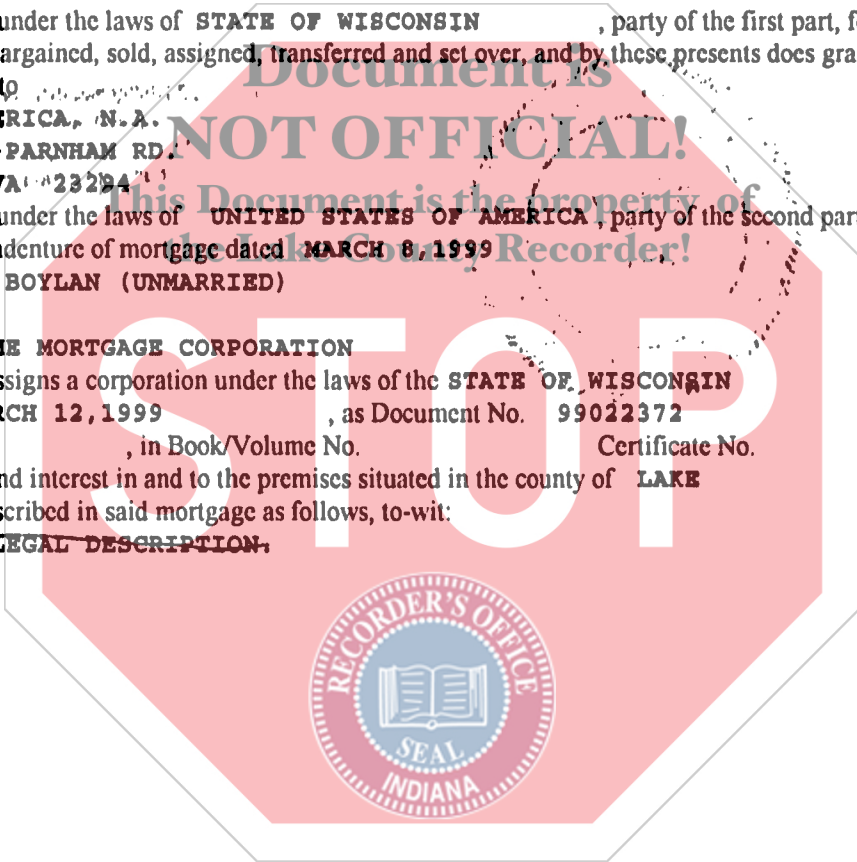 under the laws of STATE OF WISCONSIN , party of the first part, f
argained, sold, assigned, transferred and set over, and by these presents does gra
Document is
to
RICA, N.A.
NOT OFFICIAL!
PARNHAM RD.
VA 23294
This Document is the property of
under the laws of UNITED STATES OF AMERICA , party of the second par
denture of mortgage dated MARCH 8,1999
the Lake County Recorder!
BOYLAN (UNMARRIED)
HE MORTGAGE CORPORATION
ssigns a corporation under the laws of the STATE OF WISCONSIN
RCH 12,1999 , as Document No. 99022372
, in Book/Volume No. Certificate No.
nd interest in and to the premises situated in the county of LAKE
scribed in said mortgage as follows, to-wit:
LEGAL DESCRIPTION:
STOP
RECORDER'S OFFICE
SEAL
INDIANA